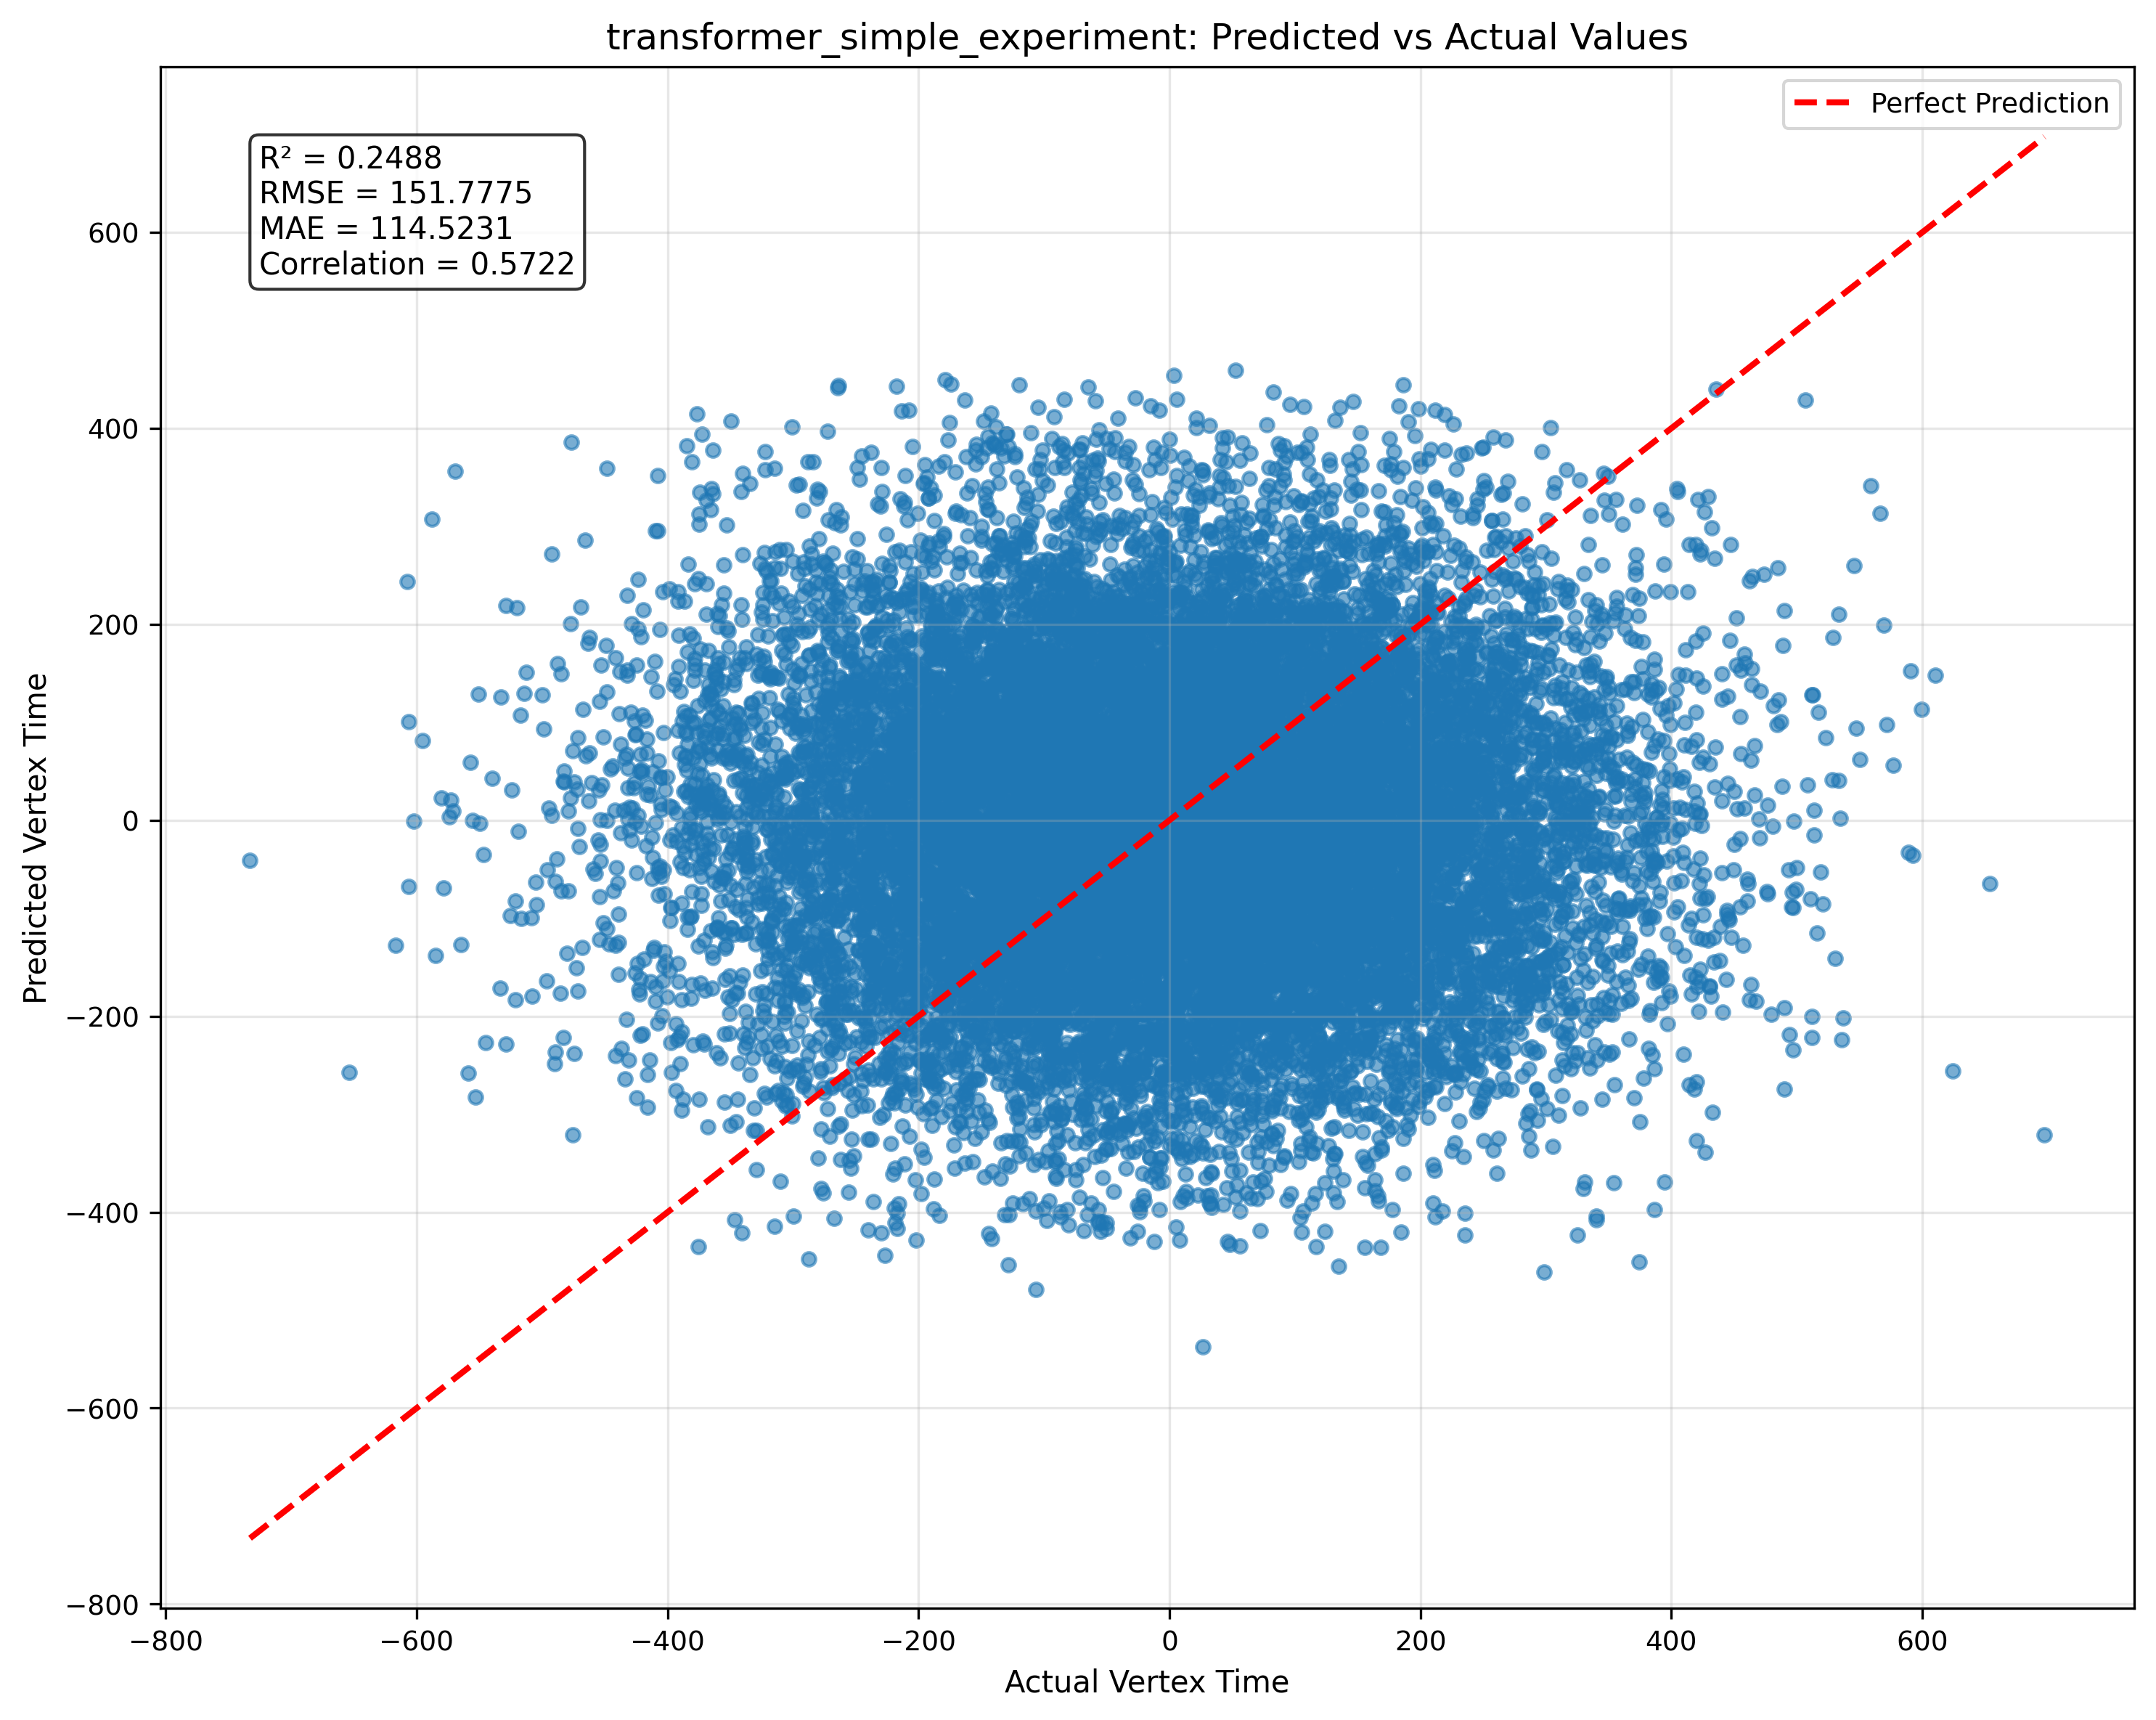 transformer_simple_experiment: Predicted vs Actual Values
Perfect Prediction
R² = 0.2488
RMSE = 151.7775
MAE = 114.5231
Correlation = 0.5722
Predicted Vertex Time
600
400
200
0
−200
−400
−600
−800
−800
−600
−400
−200
0
200
400
600
Actual Vertex Time